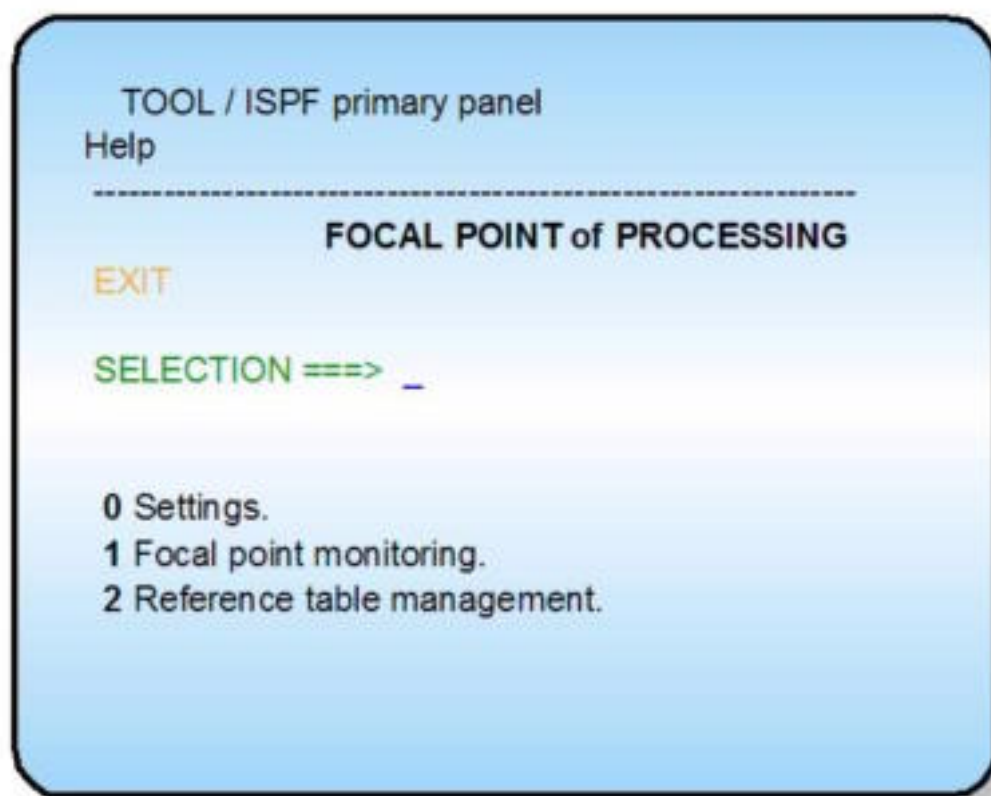 TOOL / ISPF primary panel
Help
-----------------------------------------------------------------
FOCAL POINT of PROCESSING
EXIT
SELECTION ===> _
0 Settings.
1 Focal point monitoring.
2 Reference table management.